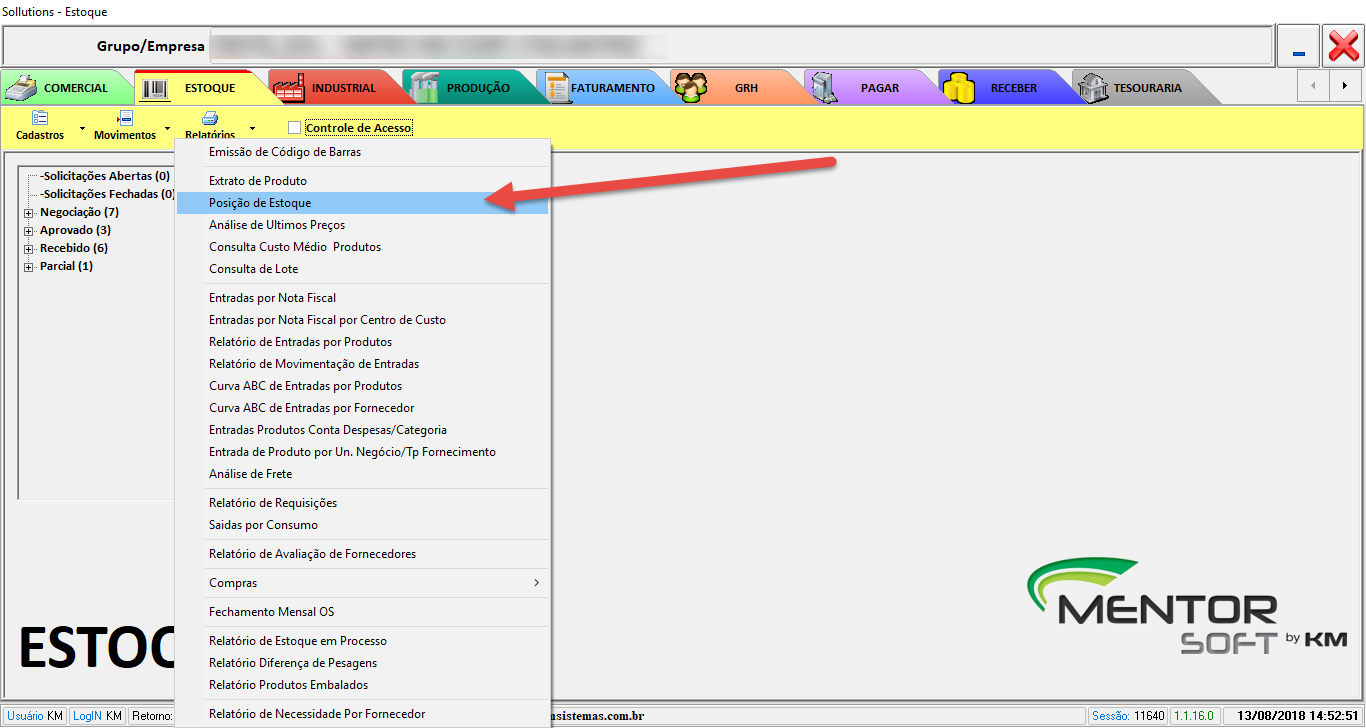 Sollutions - Estoque
Grupo/Empresa
COMERCIAL ESTOQUE INDUSTRIAL PRODUÇÃO FATURAMENTO GRH PAGAR RECEBER TESOURARIA
Cadastros Movimentos Relatórios Controle de Acesso
-Solicitações Abertas (0)
-Solicitações Fechadas (0)
Negociação (7)
Aprovado (3)
Recebido (6)
Parcial (1)
Emissão de Código de Barras
Extrato de Produto
Posição de Estoque
Análise de Ultimos Preços
Consulta Custo Médio  Produtos
Consulta de Lote
Entradas por Nota Fiscal
Entradas por Nota Fiscal por Centro de Custo
Relatório de Entradas por Produtos
Relatório de Movimentação de Entradas
Curva ABC de Entradas por Produtos
Curva ABC de Entradas por Fornecedor
Entradas Produtos Conta Despesas/Categoria
Entrada de Produto por Un. Negócio/Tp Fornecimento
Análise de Frete
Relatório de Requisições
Saidas por Consumo
Relatório de Avaliação de Fornecedores
Compras
Fechamento Mensal OS
Relatório de Estoque em Processo
Relatório Diferença de Pesagens
Relatório Produtos Embalados
Relatório de Necessidade Por Fornecedor
ESTOQ
MENTOR
SOFT by KM
Usuário KM LogIN KM Retorno: msistemas.com.br Sessão: 11640 1.1.16.0 13/08/2018 14:52:51